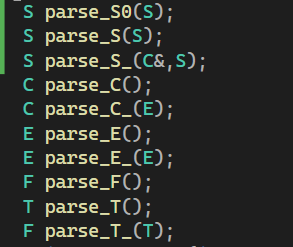 S parse_S0(S);
S parse_S(S);
S parse_S_(C&,S);
C parse_C();
C parse_C_(E);
E parse_E();
E parse_E_(E);
F parse_F();
T parse_T();
F parse_T_(T);